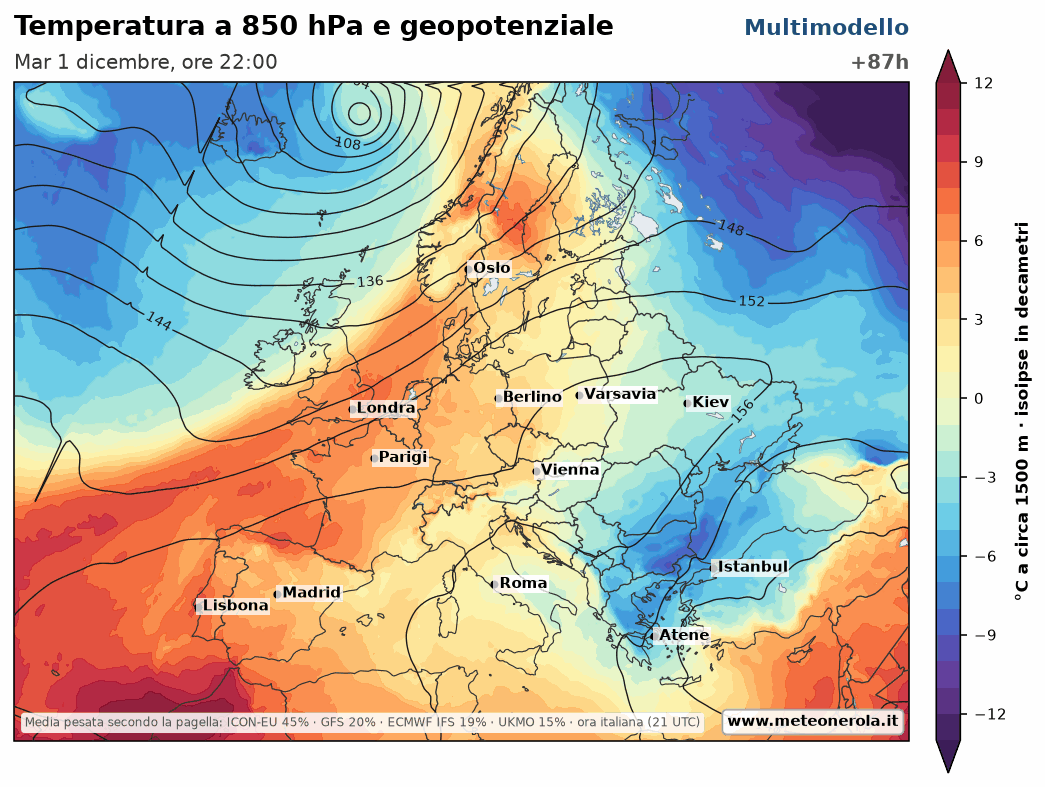 Temperatura a 850 hPa e geopotenziale
Multimodello
Mar 1 dicembre, ore 22:00
+87h
108
148
136
152
144
156
Oslo
Londra
Berlino
Varsavia
Kiev
Parigi
Vienna
Istanbul
Roma
Madrid
Lisbona
Atene
12
9
6
3
0
−3
−6
−9
−12
°C a circa 1500 m · isoipse in decametri
Media pesata secondo la pagella: ICON-EU 45% · GFS 20% · ECMWF IFS 19% · UKMO 15% · ora italiana (21 UTC)
www.meteonerola.it